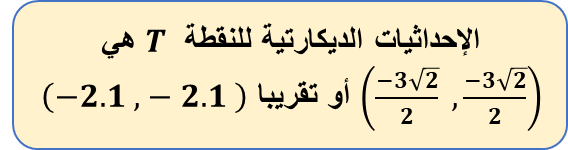 الإحداثيات الديكارتية للنقطة T هي
(−3√2/2 , −3√2/2) أو تقريبا (−2.1 , − 2.1)